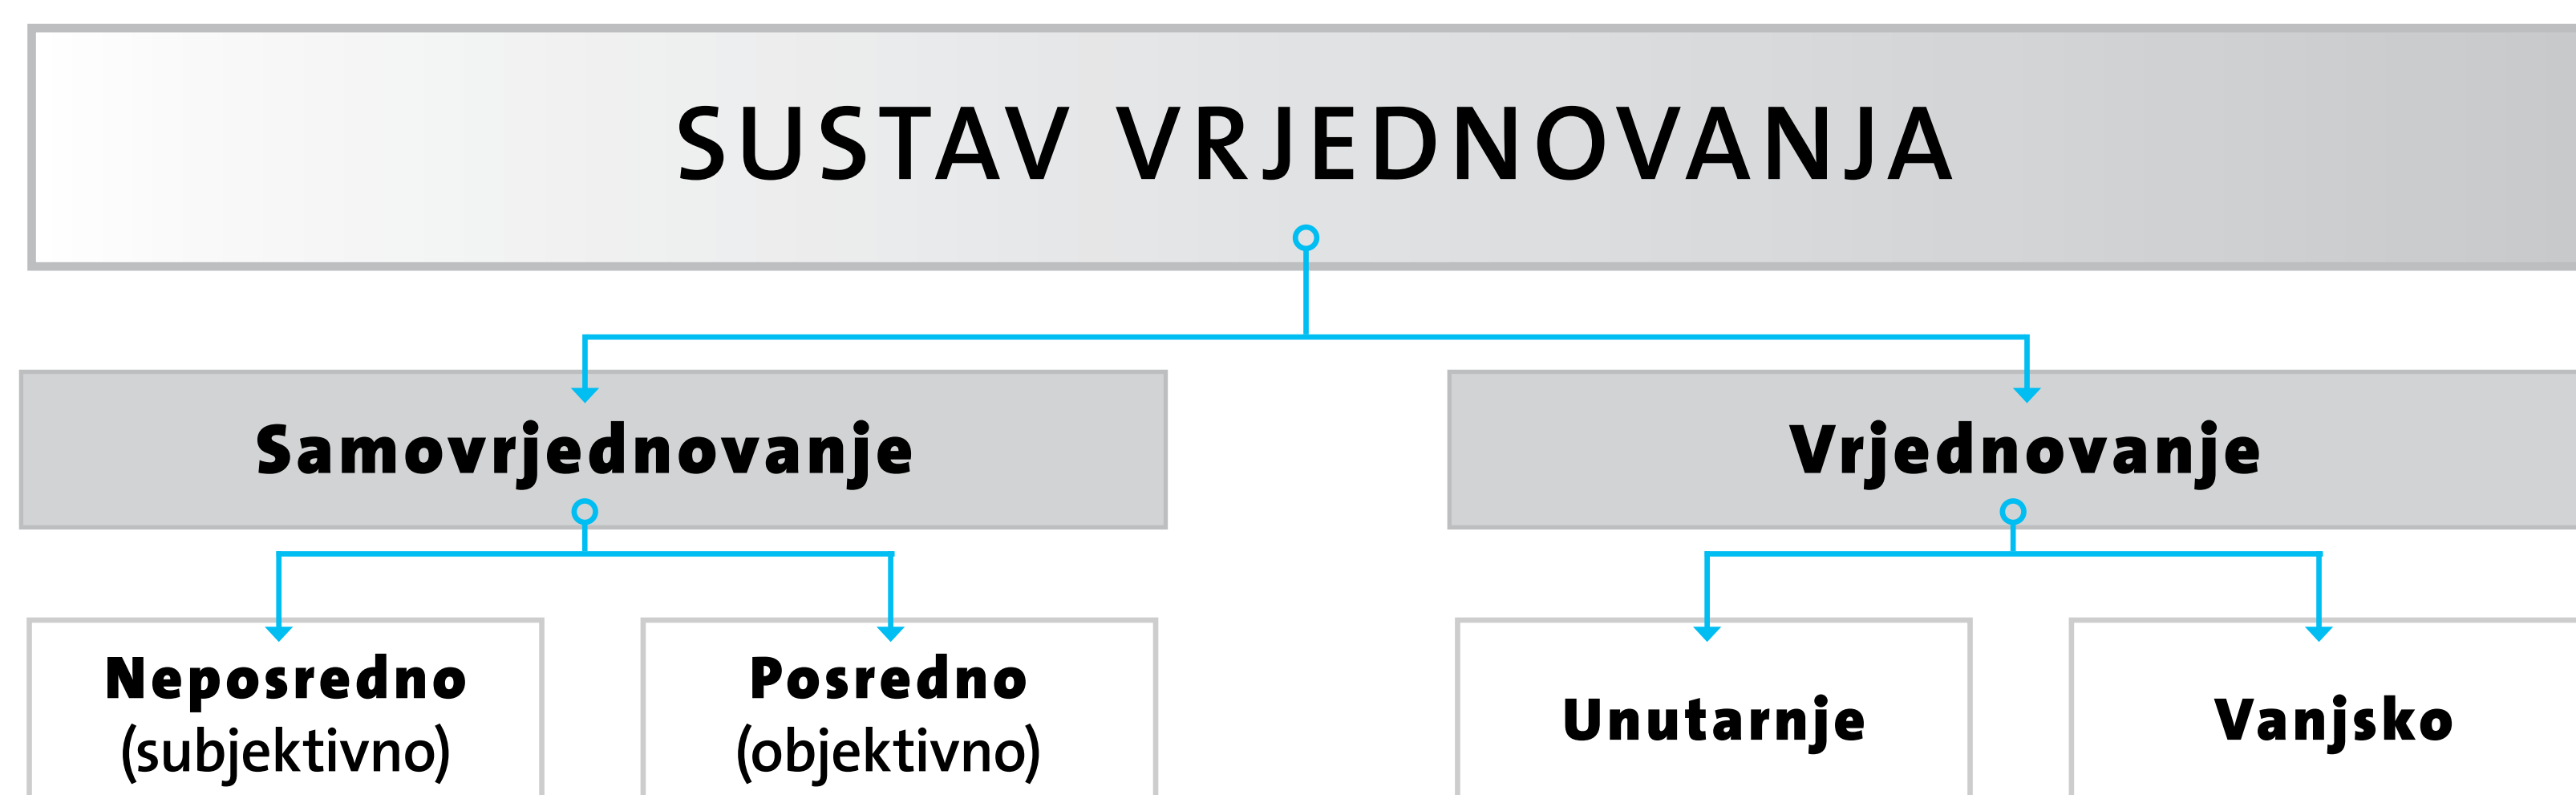 SUSTAV VRJEDNOVANJA
Samovrjednovanje
Vrjednovanje
Neposredno
(subjektivno)
Posredno
(objektivno)
Unutarnje
Vanjsko